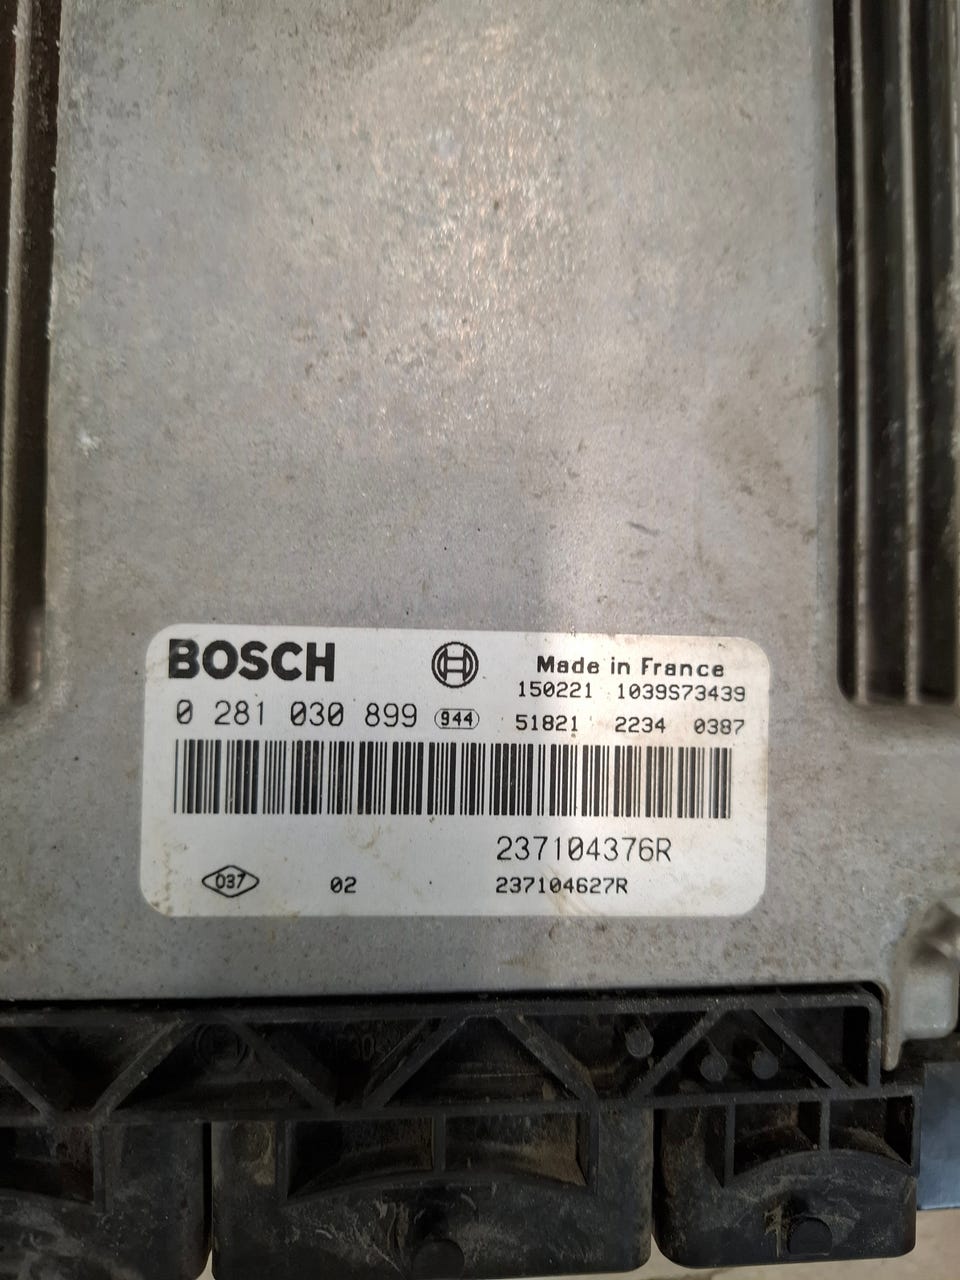 BOSCH
Made in France
150221 1039S73439
0 281 030 899 944 51821 2234 0387
237104376R
037 02 237104627R